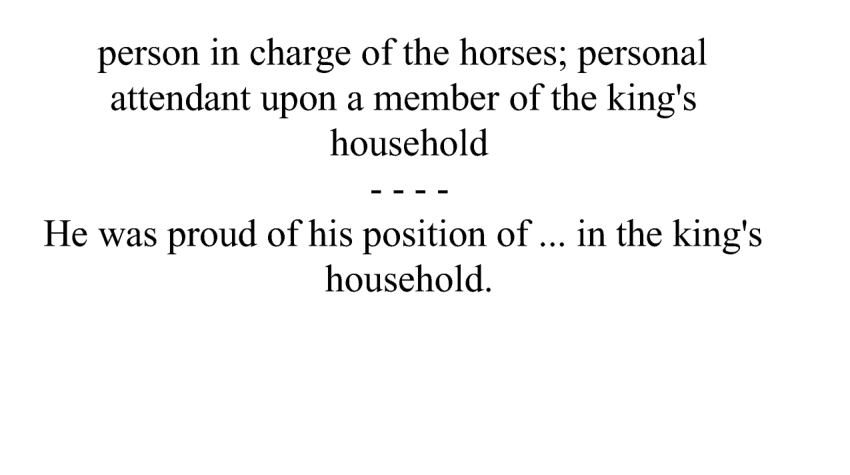 person in charge of the horses; personal
attendant upon a member of the king's
household
- - - -
He was proud of his position of ... in the king's
household.